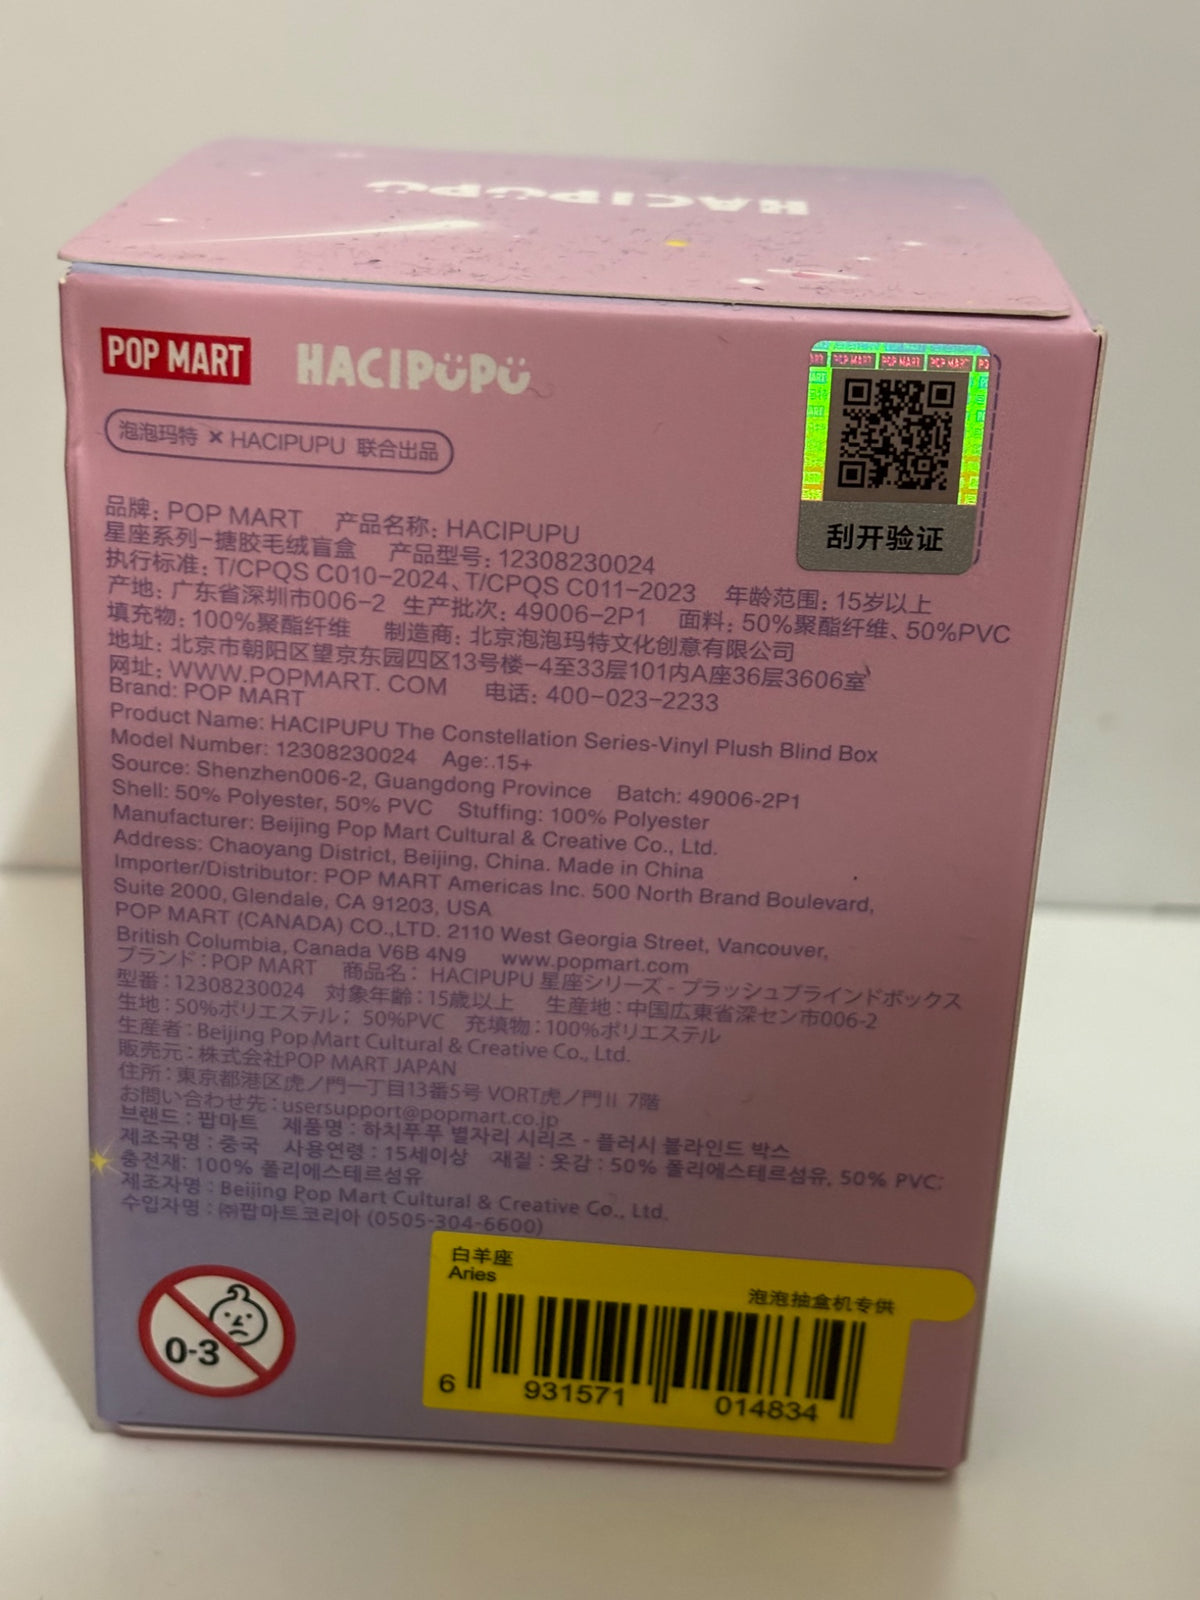 HACIPUPU
POP MART HACIPUPU
泡泡玛特 × HACIPUPU 联合出品
刮开验证
品牌: POP MART 产品名称: HACIPUPU
星座系列-搪胶毛绒盲盒 产品型号: 12308230024
执行标准: T/CPQS C010-2024、T/CPQS C011-2023 年龄范围: 15岁以上
产地: 广东省深圳市006-2 生产批次: 49006-2P1 面料: 50%聚酯纤维、50%PVC
填充物: 100%聚酯纤维 制造商: 北京泡泡玛特文化创意有限公司
地址: 北京市朝阳区望京东园四区13号楼-4至33层101内A座36层3606室
网址: WWW.POPMART. COM 电话: 400-023-2233
Brand: POP MART
Product Name: HACIPUPU The Constellation Series-Vinyl Plush Blind Box
Model Number: 12308230024 Age: 15+
Source: Shenzhen006-2, Guangdong Province Batch: 49006-2P1
Shell: 50% Polyester, 50% PVC Stuffing: 100% Polyester
Manufacturer: Beijing Pop Mart Cultural & Creative Co., Ltd.
Address: Chaoyang District, Beijing, China. Made in China
Importer/Distributor: POP MART Americas Inc. 500 North Brand Boulevard,
Suite 2000, Glendale, CA 91203, USA
POP MART (CANADA) CO.,LTD. 2110 West Georgia Street, Vancouver,
British Columbia, Canada V6B 4N9 www.popmart.com
ブランド：POP MART 商品名： HACIPUPU 星座シリーズ - プラッシュブラインドボックス
型番：12308230024 対象年齢：15歳以上 生産地：中国広東省深セン市006-2
生地：50%ポリエステル； 50%PVC 充填物：100%ポリエステル
生産者：Beijing Pop Mart Cultural & Creative Co., Ltd.
販売元：株式会社POP MART JAPAN
住所：東京都港区虎ノ門一丁目13番5号 VORT虎ノ門II 7階
お問い合わせ先：usersupport@popmart.co.jp
브랜드 : 팝마트 제품명 : 하치푸푸 별자리 시리즈 - 플러시 블라인드 박스
제조국명 : 중국 사용연령 : 15세이상 재질 : 옷감 : 50% 폴리에스테르섬유, 50% PVC;
충전재: 100% 폴리에스테르섬유
제조자명 : Beijing Pop Mart Cultural & Creative Co., Ltd.
수입자명 : ㈜팝마트코리아 (0505-304-6600)
0-3
白羊座
Aries
泡泡抽盒机专供
6 931571 014834